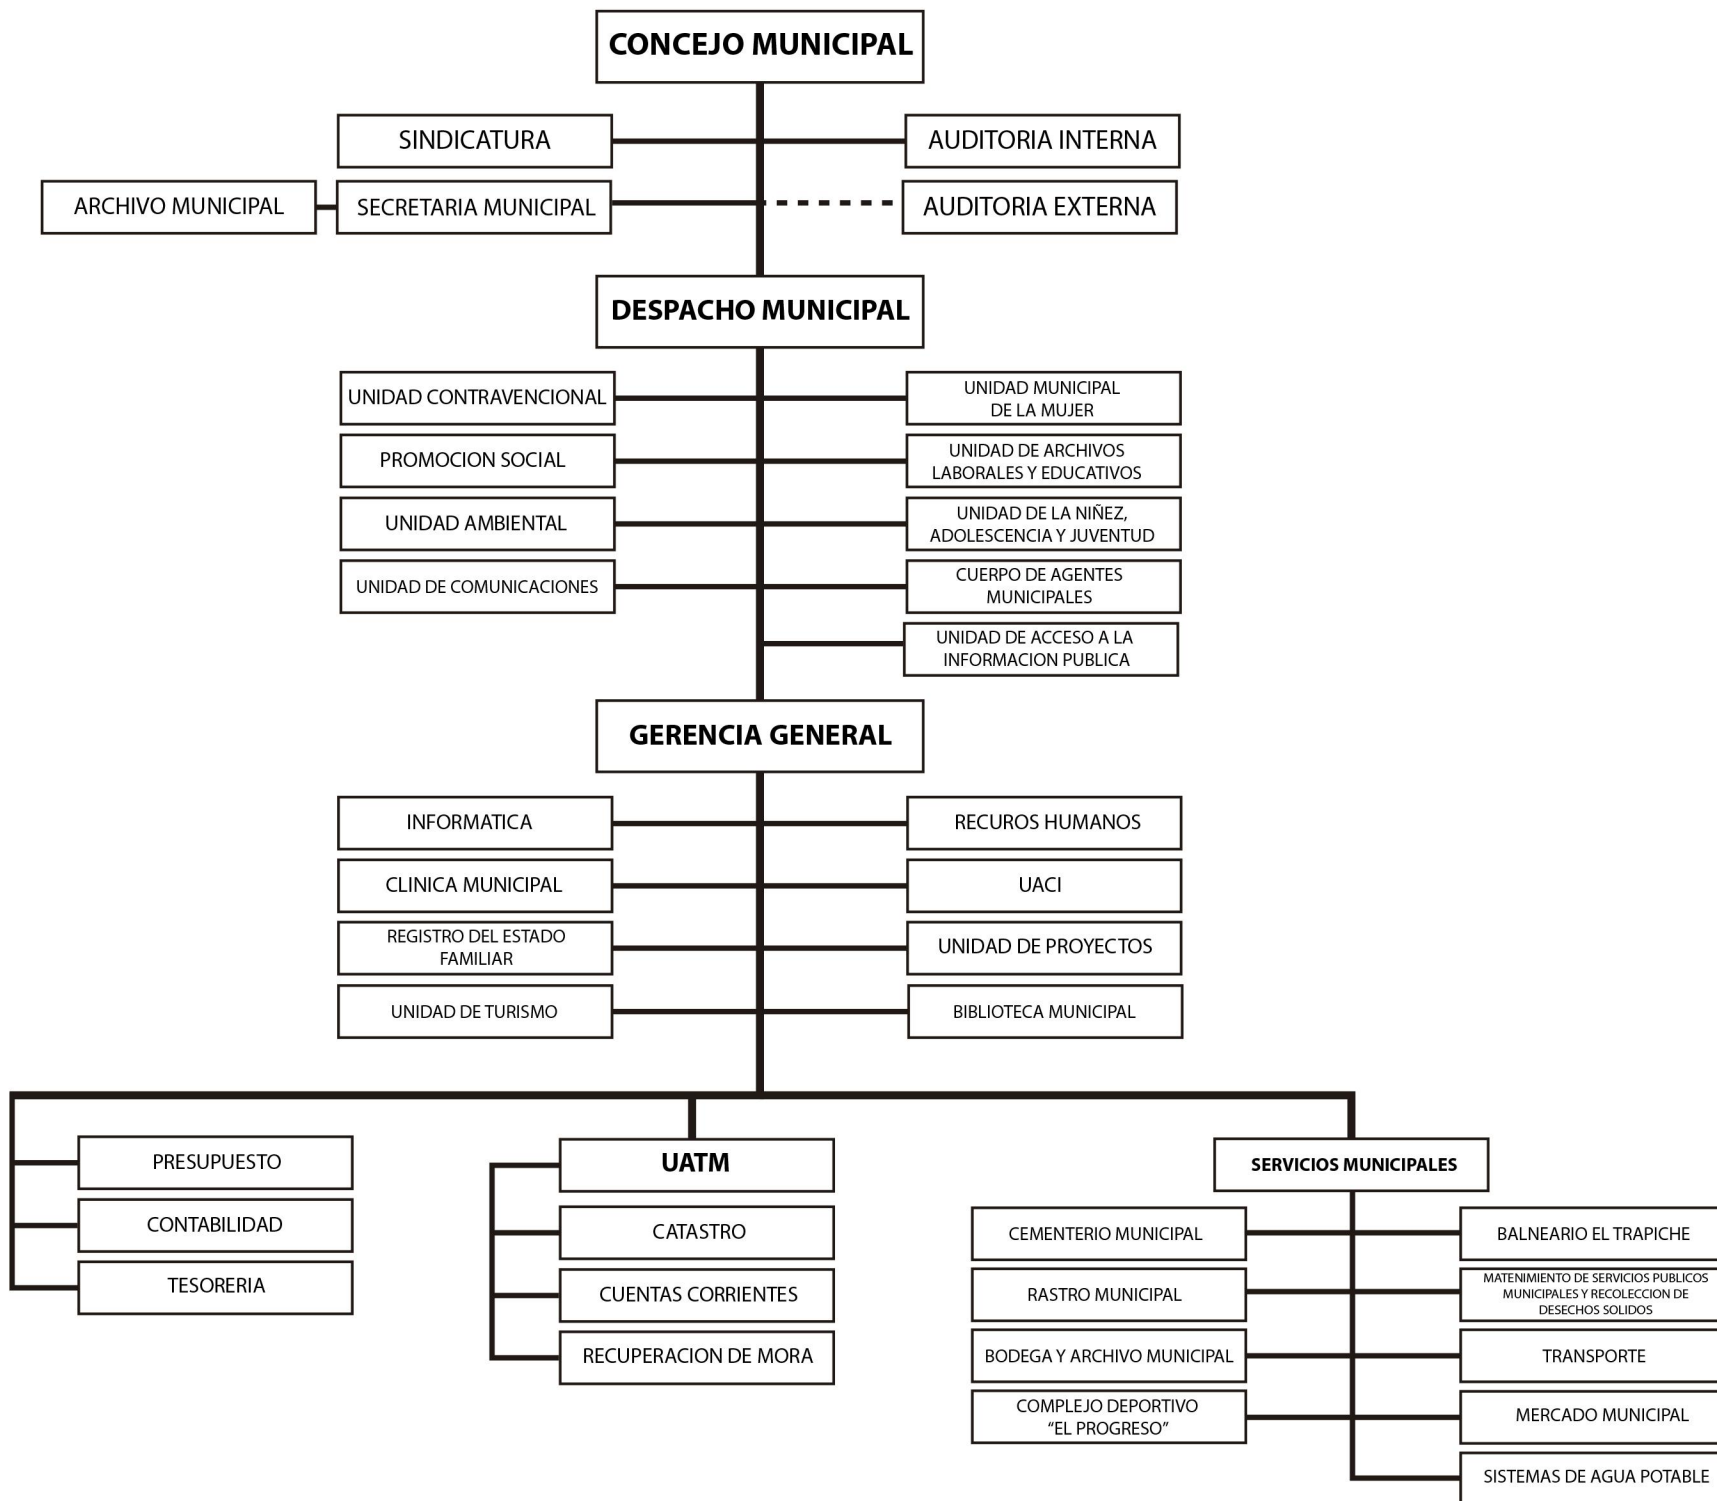 CONCEJO MUNICIPAL
SINDICATURA
AUDITORIA INTERNA
ARCHIVO MUNICIPAL
SECRETARIA MUNICIPAL
AUDITORIA EXTERNA
DESPACHO MUNICIPAL
UNIDAD CONTRAVENCIONAL
UNIDAD MUNICIPAL
DE LA MUJER
PROMOCION SOCIAL
UNIDAD DE ARCHIVOS
LABORALES Y EDUCATIVOS
UNIDAD AMBIENTAL
UNIDAD DE LA NIÑEZ,
ADOLESCENCIA Y JUVENTUD
UNIDAD DE COMUNICACIONES
CUERPO DE AGENTES
MUNICIPALES
UNIDAD DE ACCESO A LA
INFORMACION PUBLICA
GERENCIA GENERAL
INFORMATICA
RECUROS HUMANOS
CLINICA MUNICIPAL
UACI
REGISTRO DEL ESTADO
FAMILIAR
UNIDAD DE PROYECTOS
UNIDAD DE TURISMO
BIBLIOTECA MUNICIPAL
PRESUPUESTO
CONTABILIDAD
TESORERIA
UATM
CATASTRO
CUENTAS CORRIENTES
RECUPERACION DE MORA
SERVICIOS MUNICIPALES
CEMENTERIO MUNICIPAL
BALNEARIO EL TRAPICHE
RASTRO MUNICIPAL
MATENIMIENTO DE SERVICIOS PUBLICOS
MUNICIPALES Y RECOLECCION DE
DESECHOS SOLIDOS
BODEGA Y ARCHIVO MUNICIPAL
TRANSPORTE
COMPLEJO DEPORTIVO
“EL PROGRESO”
MERCADO MUNICIPAL
SISTEMAS DE AGUA POTABLE